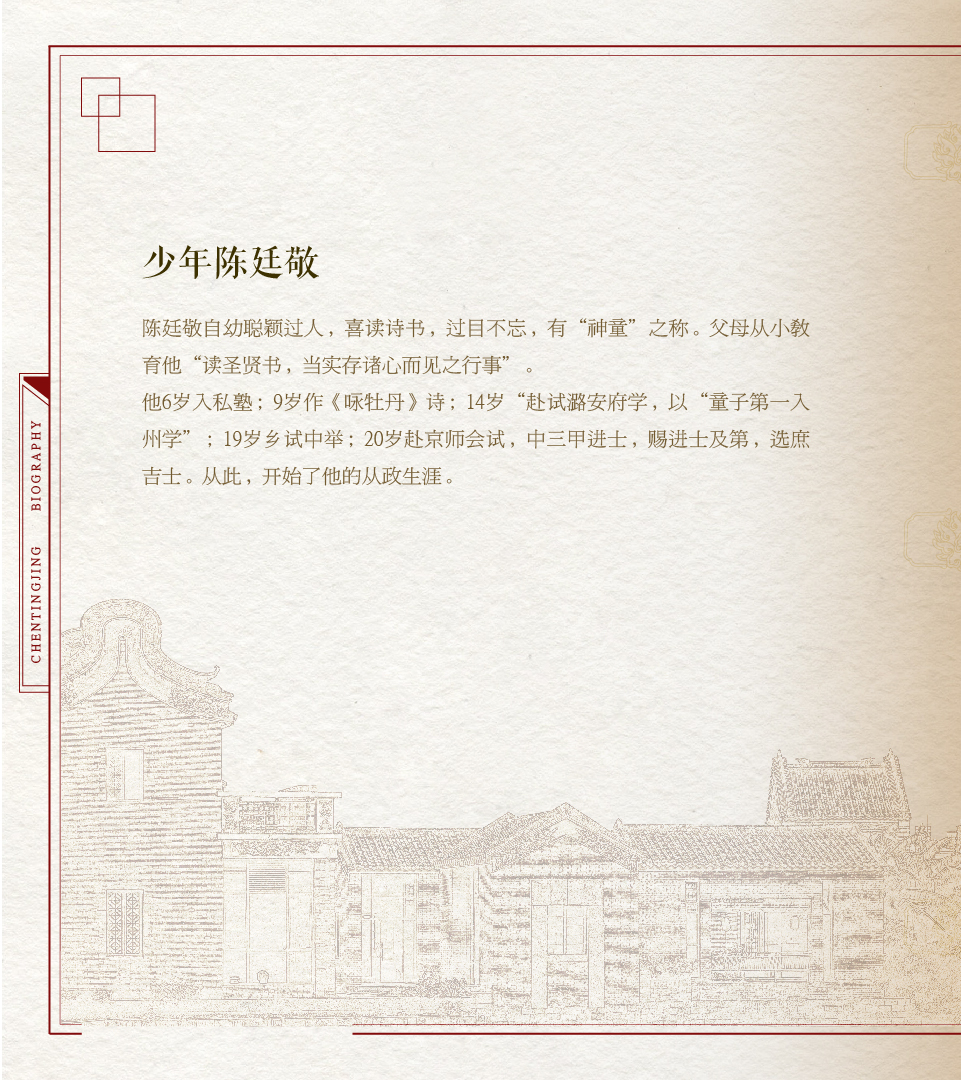 少年陈廷敬
陈廷敬自幼聪颖过人，喜读诗书，过目不忘，有“神童”之称。父母从小教
育他“读圣贤书，当实存诸心而见之行事”。
他6岁入私塾；9岁作《咏牡丹》诗；14岁“赴试潞安府学，以“童子第一入
州学”；19岁乡试中举；20岁赴京师会试，中三甲进士，赐进士及第，选庶
吉士。从此，开始了他的从政生涯。
CHENTINGJING BIOGRAPHY